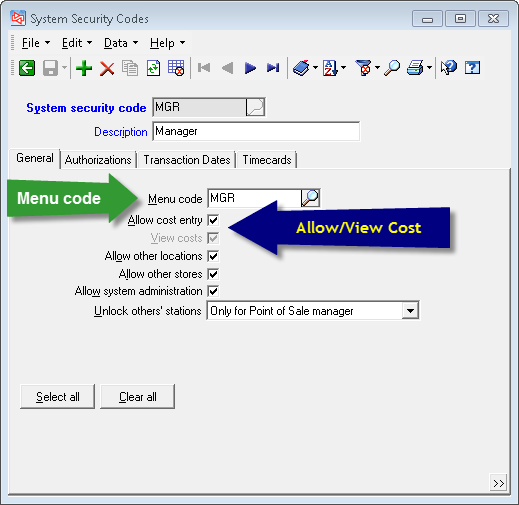 System Security Codes
File Edit Data Help
System security code MGR
Description Manager
General Authorizations Transaction Dates Timecards
Menu code Menu code MGR
Allow cost entry
Allow/View Cost
View costs
Allow other locations
Allow other stores
Allow system administration
Unlock others' stations Only for Point of Sale manager
Select all Clear all
>>